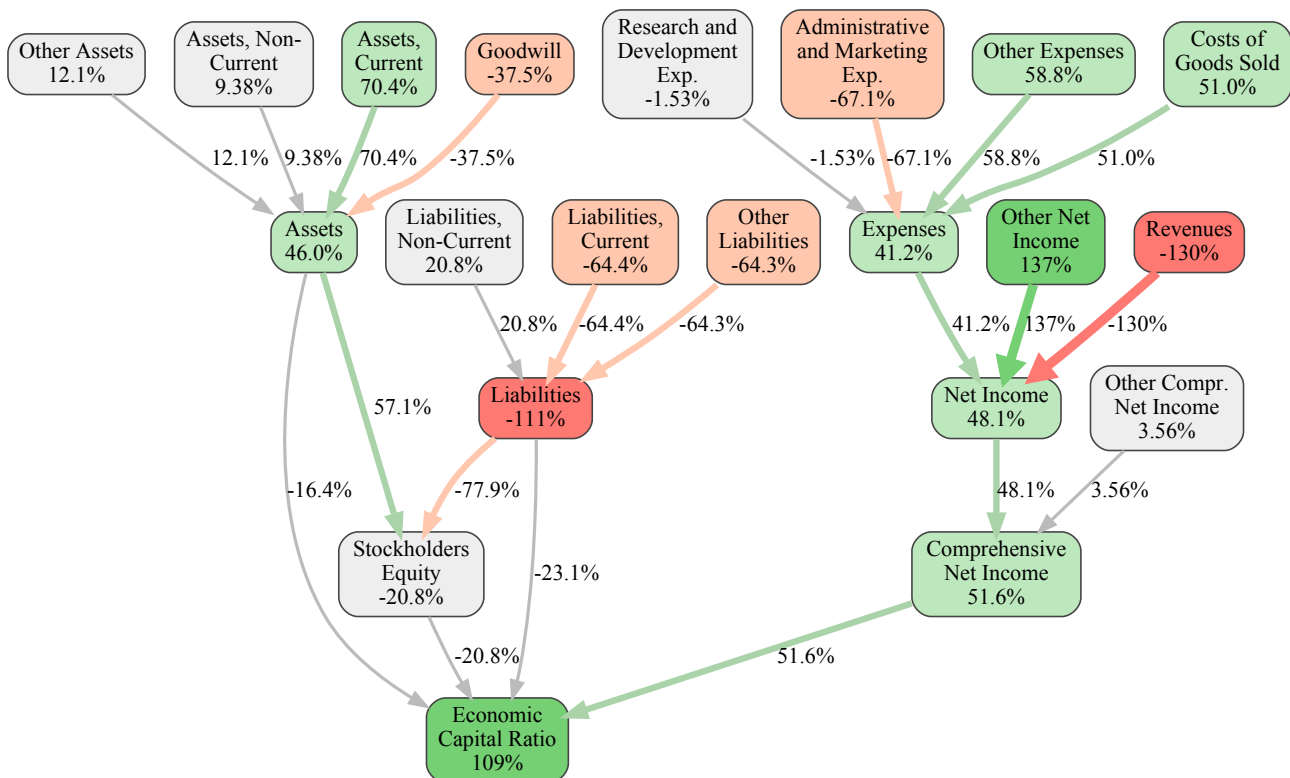 Other Assets
12.1%
Assets, Non-
Current
9.38%
Assets,
Current
70.4%
Goodwill
-37.5%
Research and
Development
Exp.
-1.53%
Administrative
and Marketing
Exp.
-67.1%
Other Expenses
58.8%
Costs of
Goods Sold
51.0%
12.1%
9.38%
70.4%
-37.5%
-1.53%
-67.1%
58.8%
51.0%
Assets
46.0%
Liabilities,
Non-Current
20.8%
Liabilities,
Current
-64.4%
Other
Liabilities
-64.3%
Expenses
41.2%
Other Net
Income
137%
Revenues
-130%
20.8%
-64.4%
-64.3%
41.2%
137%
-130%
57.1%
Liabilities
-111%
Net Income
48.1%
Other Compr.
Net Income
3.56%
-16.4%
-77.9%
48.1%
3.56%
Stockholders
Equity
-20.8%
-23.1%
Comprehensive
Net Income
51.6%
-20.8%
51.6%
Economic
Capital Ratio
109%